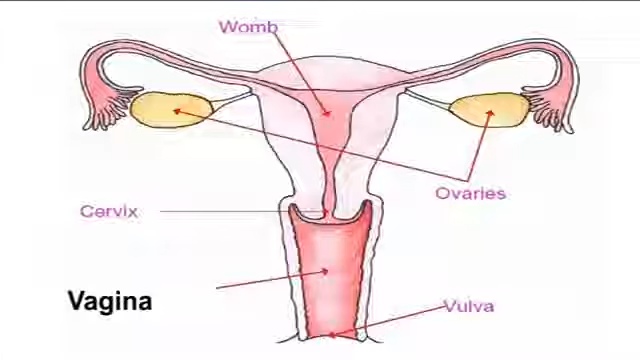 Womb
Ovaries
Cervix
Vagina
Vulva